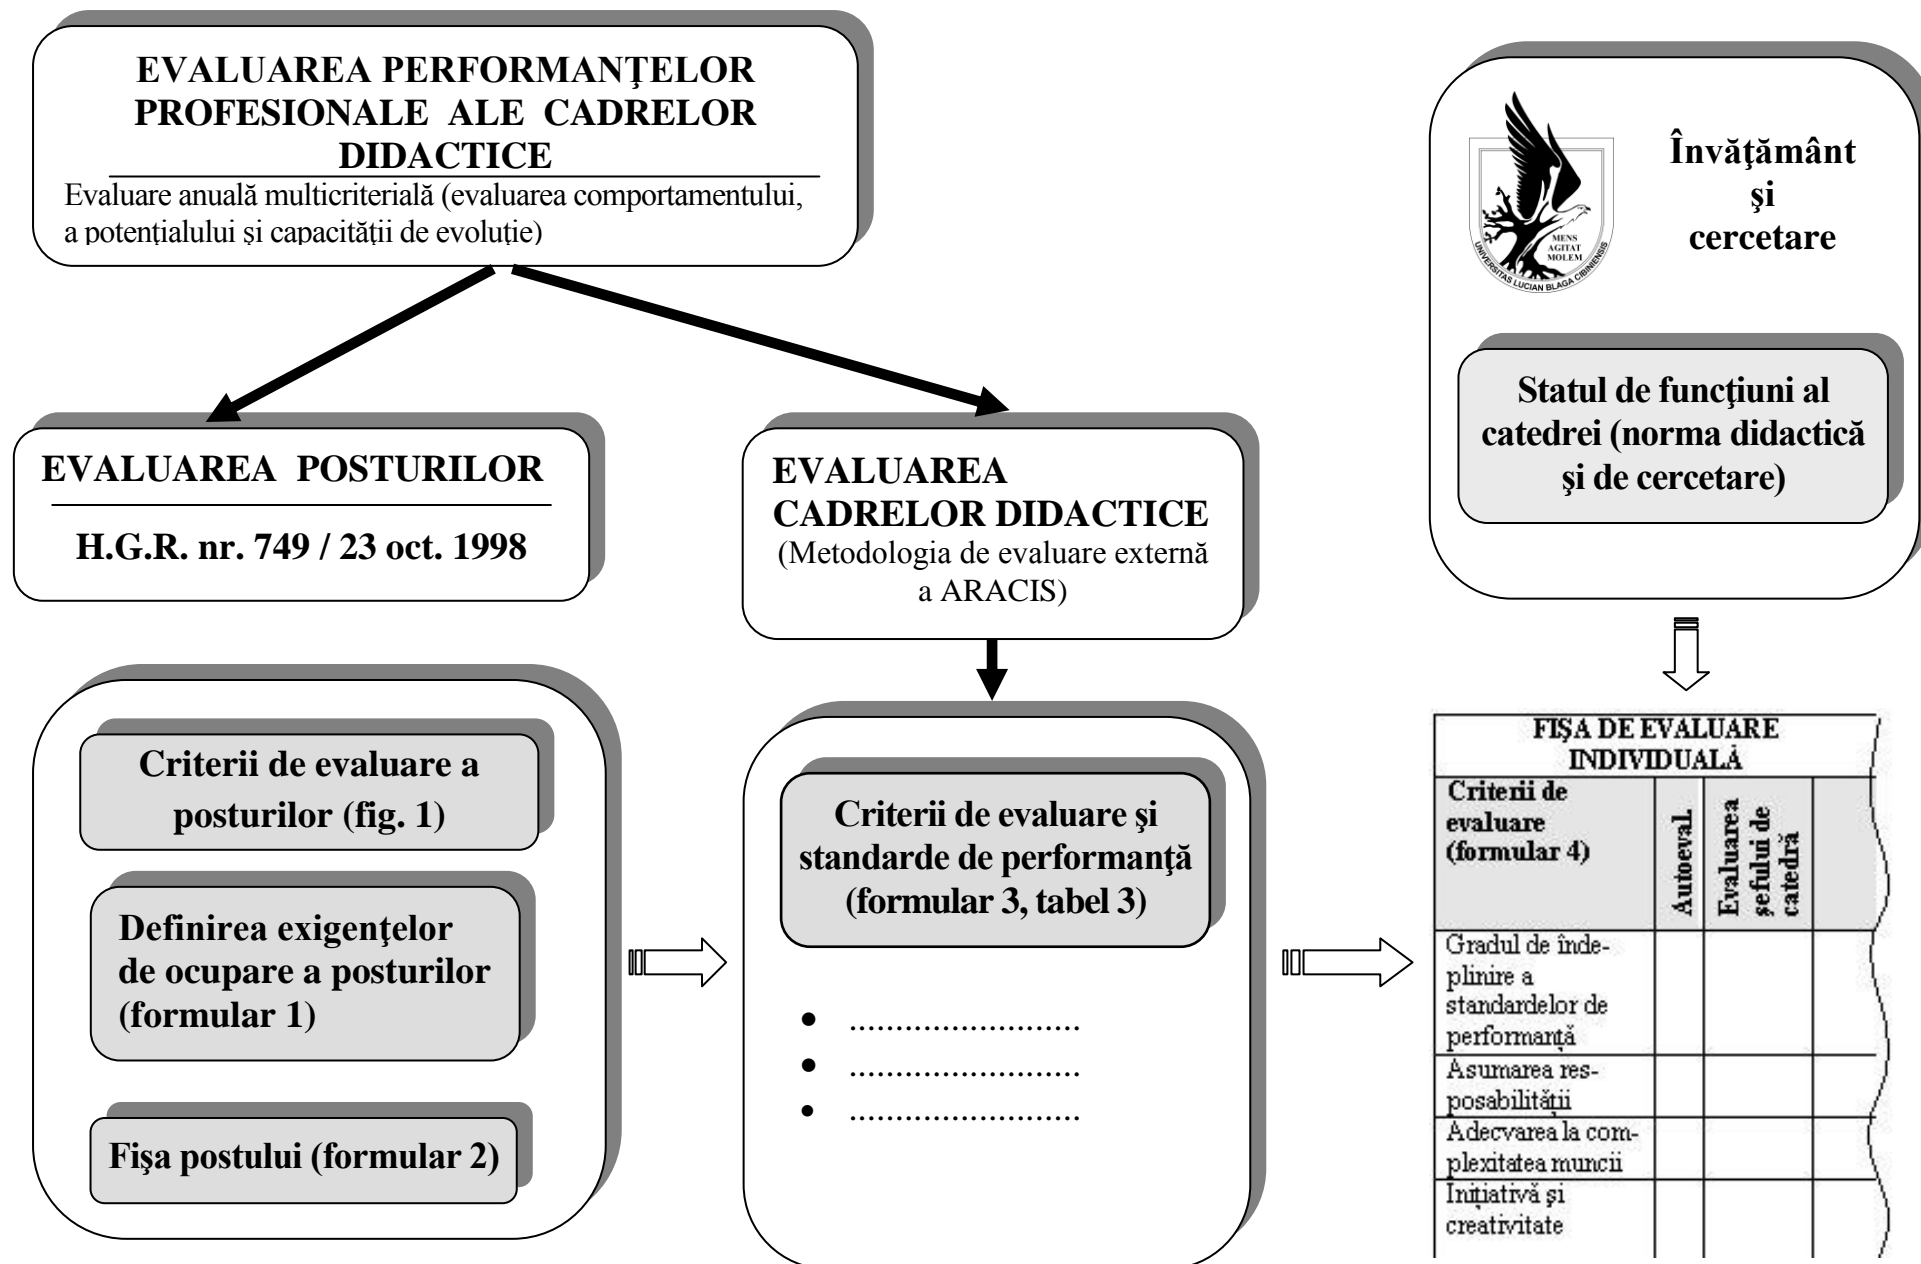 EVALUAREA PERFORMANŢELOR
PROFESIONALE ALE CADRELOR
DIDACTICE
Evaluare anuală multicriterială (evaluarea comportamentului,
a potenţialului şi capacităţii de evoluţie)
Învăţământ
şi
cercetare
MENS
AGITAT
MOLEM
UNIVERSITAS LUCIAN BLAGA CIBINIENSIS
Statul de funcţiuni al
catedrei (norma didactică
şi de cercetare)
EVALUAREA POSTURILOR
H.G.R. nr. 749 / 23 oct. 1998
EVALUAREA
CADRELOR DIDACTICE
(Metodologia de evaluare externă
a ARACIS)
Criterii de evaluare a
posturilor (fig. 1)
Definirea exigenţelor
de ocupare a posturilor
(formular 1)
Fişa postului (formular 2)
Criterii de evaluare şi
standarde de performanţă
(formular 3, tabel 3)
• .........................
• .........................
• .........................
FIŞA DE EVALUARE
INDIVIDUALĂ
Criterii de
evaluare
(formular 4)
Autoeval.
Evaluarea
şefului de
catedră
Gradul de înde-
plinire a
standardelor de
performanţă
Asumarea res-
posabilităţii
Adecvarea la com-
plexitatea muncii
Iniţiativă şi
creativitate